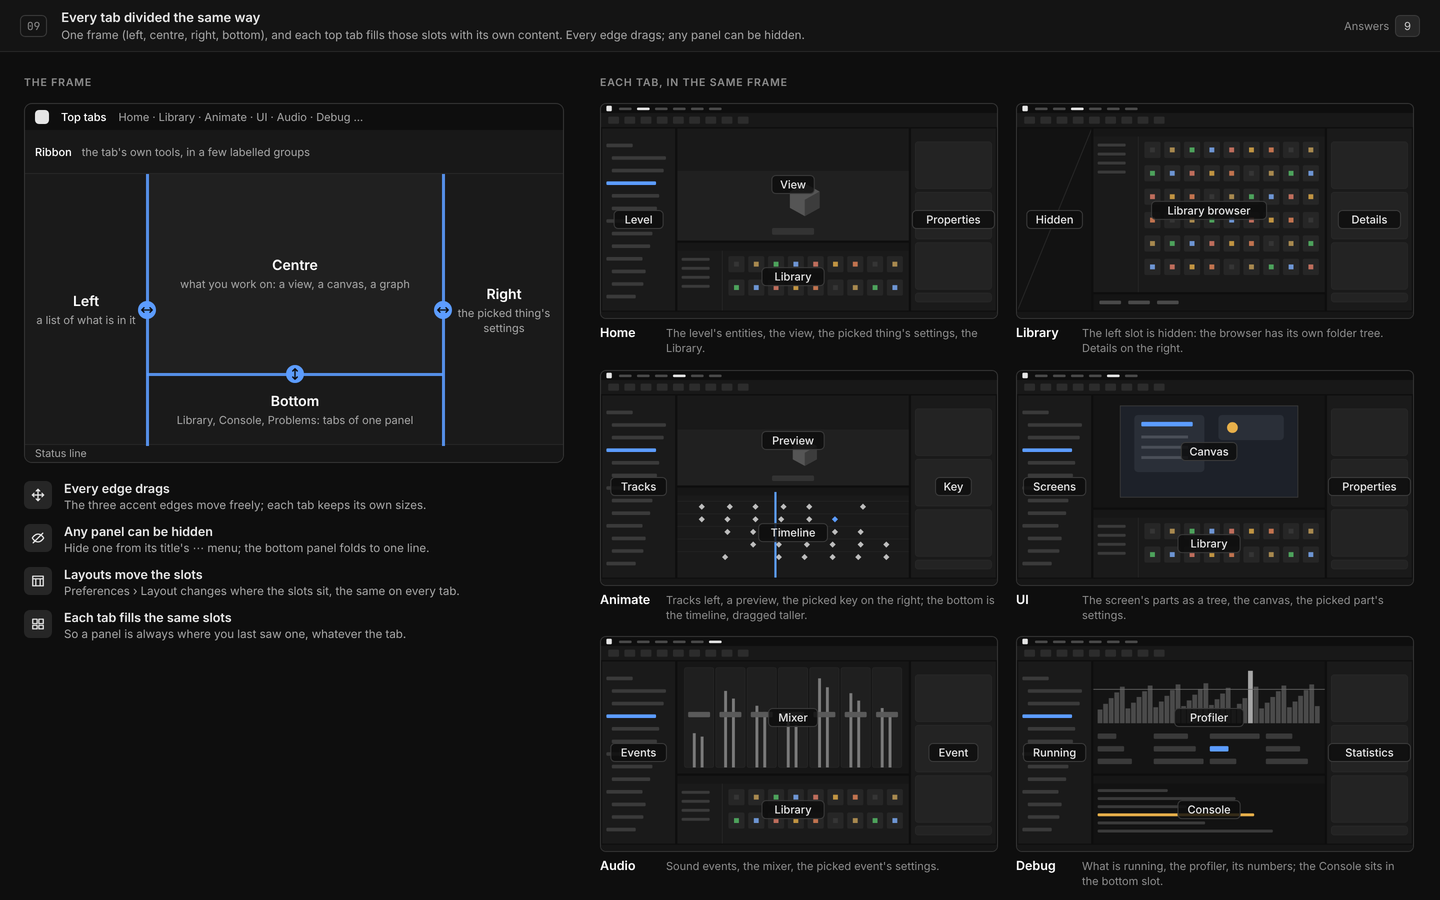 09
Every tab divided the same way
One frame (left, centre, right, bottom), and each top tab fills those slots with its own content. Every edge drags; any panel can be hidden.
Answers 9
THE FRAME
Top tabs Home · Library · Animate · UI · Audio · Debug ...
Ribbon the tab's own tools, in a few labelled groups
Centre
what you work on: a view, a canvas, a graph
Left
a list of what is in it
Right
the picked thing's
settings
Bottom
Library, Console, Problems: tabs of one panel
Status line
Every edge drags
The three accent edges move freely; each tab keeps its own sizes.
Any panel can be hidden
Hide one from its title's ··· menu; the bottom panel folds to one line.
Layouts move the slots
Preferences › Layout changes where the slots sit, the same on every tab.
Each tab fills the same slots
So a panel is always where you last saw one, whatever the tab.
EACH TAB, IN THE SAME FRAME
View
Level
Properties
Library
Home The level's entities, the view, the picked thing's settings, the
Library.
Library browser
Hidden
Details
Library The left slot is hidden: the browser has its own folder tree.
Details on the right.
Preview
Tracks
Key
Timeline
Animate Tracks left, a preview, the picked key on the right; the bottom is
the timeline, dragged taller.
Canvas
Screens
Properties
Library
UI The screen's parts as a tree, the canvas, the picked part's
settings.
Mixer
Events
Event
Library
Audio Sound events, the mixer, the picked event's settings.
Profiler
Running
Statistics
Console
Debug What is running, the profiler, its numbers; the Console sits in
the bottom slot.